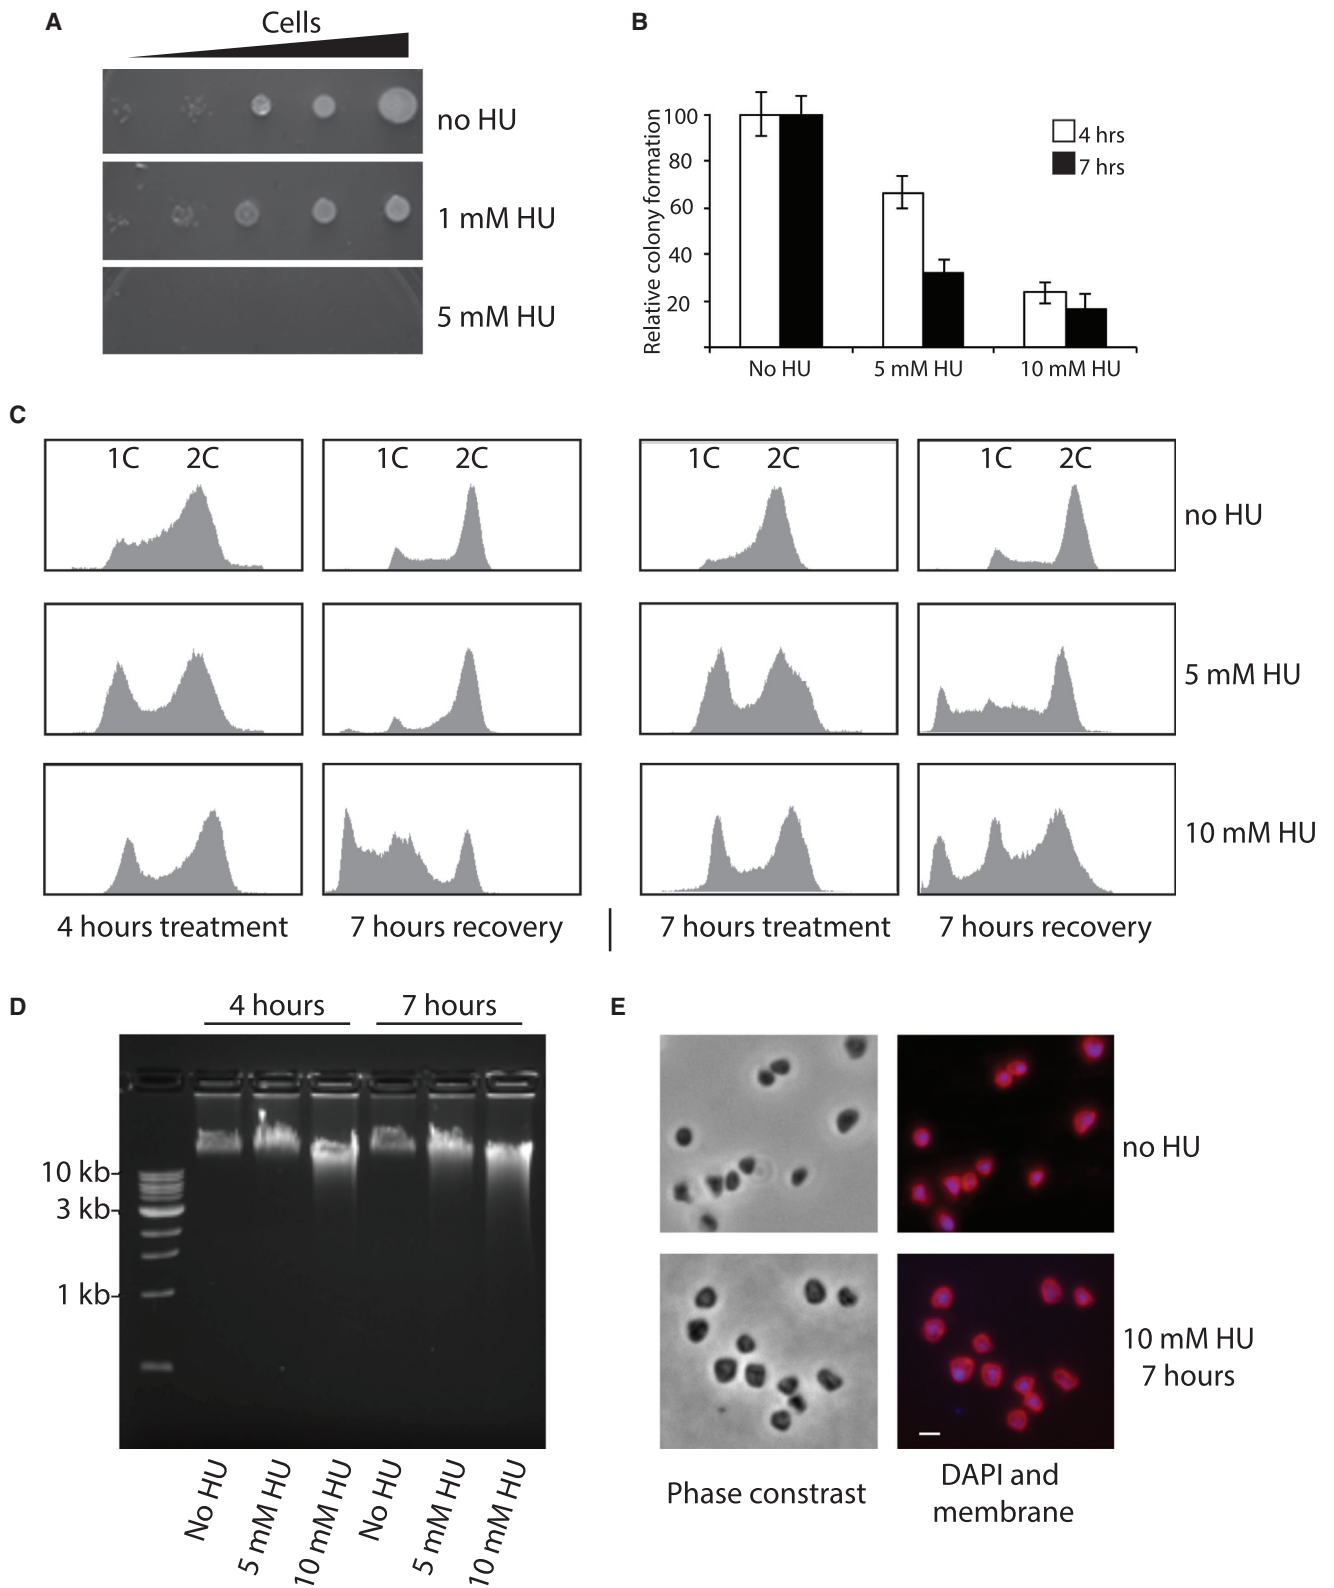 A
Cells
no HU
1 mM HU
5 mM HU
B
Relative colony formation
100
80
60
40
20
4 hrs
7 hrs
No HU
5 mM HU
10 mM HU
C
1C 2C
1C 2C
1C 2C
1C 2C
no HU
5 mM HU
10 mM HU
4 hours treatment
7 hours recovery
7 hours treatment
7 hours recovery
D
4 hours
7 hours
10 kb
3 kb
1 kb
No HU
5 mM HU
10 mM HU
No HU
5 mM HU
10 mM HU
E
no HU
10 mM HU
7 hours
Phase constrast
DAPI and
membrane